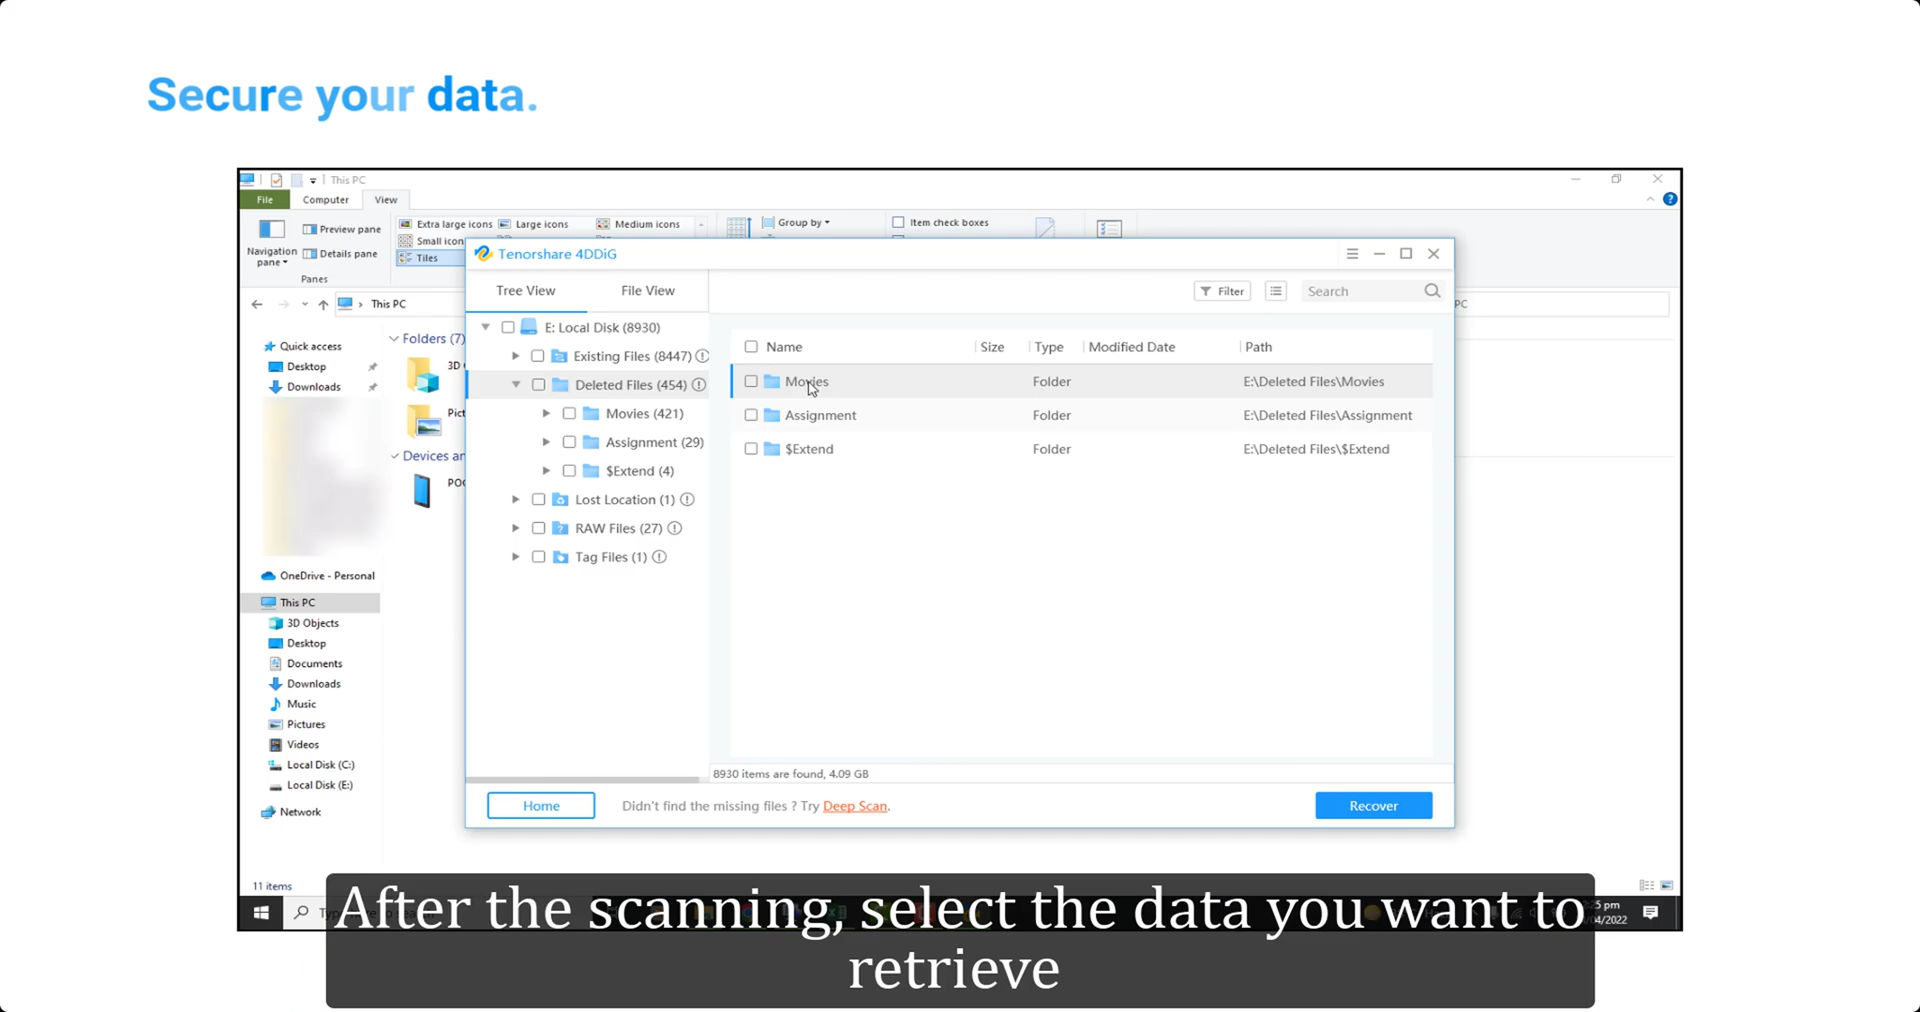 Secure your data.
This PC
File Computer View
Navigation pane
Preview pane
Details pane
Panes
Extra large icons Large icons Medium icons
Small icon
Tiles
Group by
Item check boxes
This PC
PC
Quick access
Desktop
Downloads
OneDrive - Personal
This PC
3D Objects
Desktop
Documents
Downloads
Music
Pictures
Videos
Local Disk (C:)
Local Disk (E:)
Network
11 items
Folders (7)
3D
Pict
Devices an
Tenorshare 4DDiG
Tree View File View
Filter Search
E: Local Disk (8930)
Existing Files (8447)
Deleted Files (454)
Movies (421)
Assignment (29)
$Extend (4)
Lost Location (1)
RAW Files (27)
Tag Files (1)
Name Size Type Modified Date Path
Movies Folder E:\Deleted Files\Movies
Assignment Folder E:\Deleted Files\Assignment
$Extend Folder E:\Deleted Files\$Extend
8930 items are found, 4.09 GB
Home Didn't find the missing files ? Try Deep Scan. Recover
After the scanning, select the data you want to
retrieve